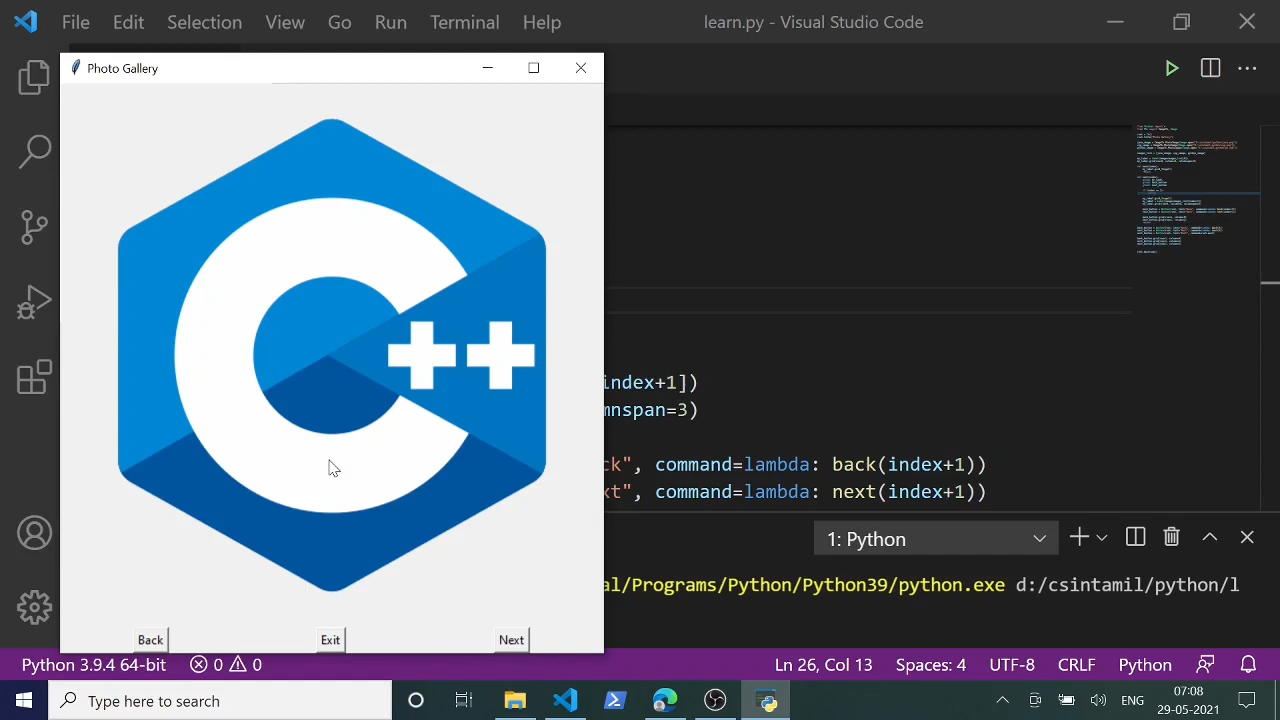 File Edit Selection View Go Run Terminal Help learn.py - Visual Studio Code
Photo Gallery
C++
index+1])
mnspan=3)
ck", command=lambda: back(index+1))
xt", command=lambda: next(index+1))
1: Python
al/Programs/Python/Python39/python.exe d:/csintamil/python/l
Back Exit Next
Python 3.9.4 64-bit 0 0 Ln 26, Col 13 Spaces: 4 UTF-8 CRLF Python
Type here to search ENG 07:08
29-05-2021